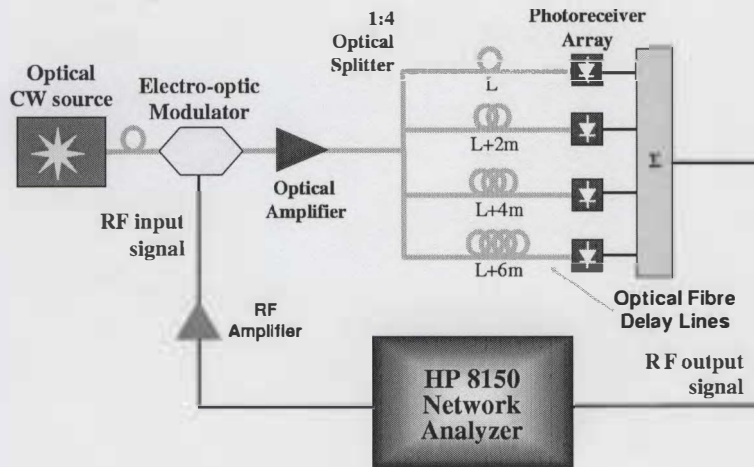 1:4
Optical
Splitter
Photoreceiver
Array
Optical
CW source
Electro-optic
Modulator
L
L+2m
L+4m
L+6m
Optical
Amplifier
RF input
signal
RF
Amplifier
Optical Fibre
Delay Lines
HP 8150
Network
Analyzer
RF output
signal